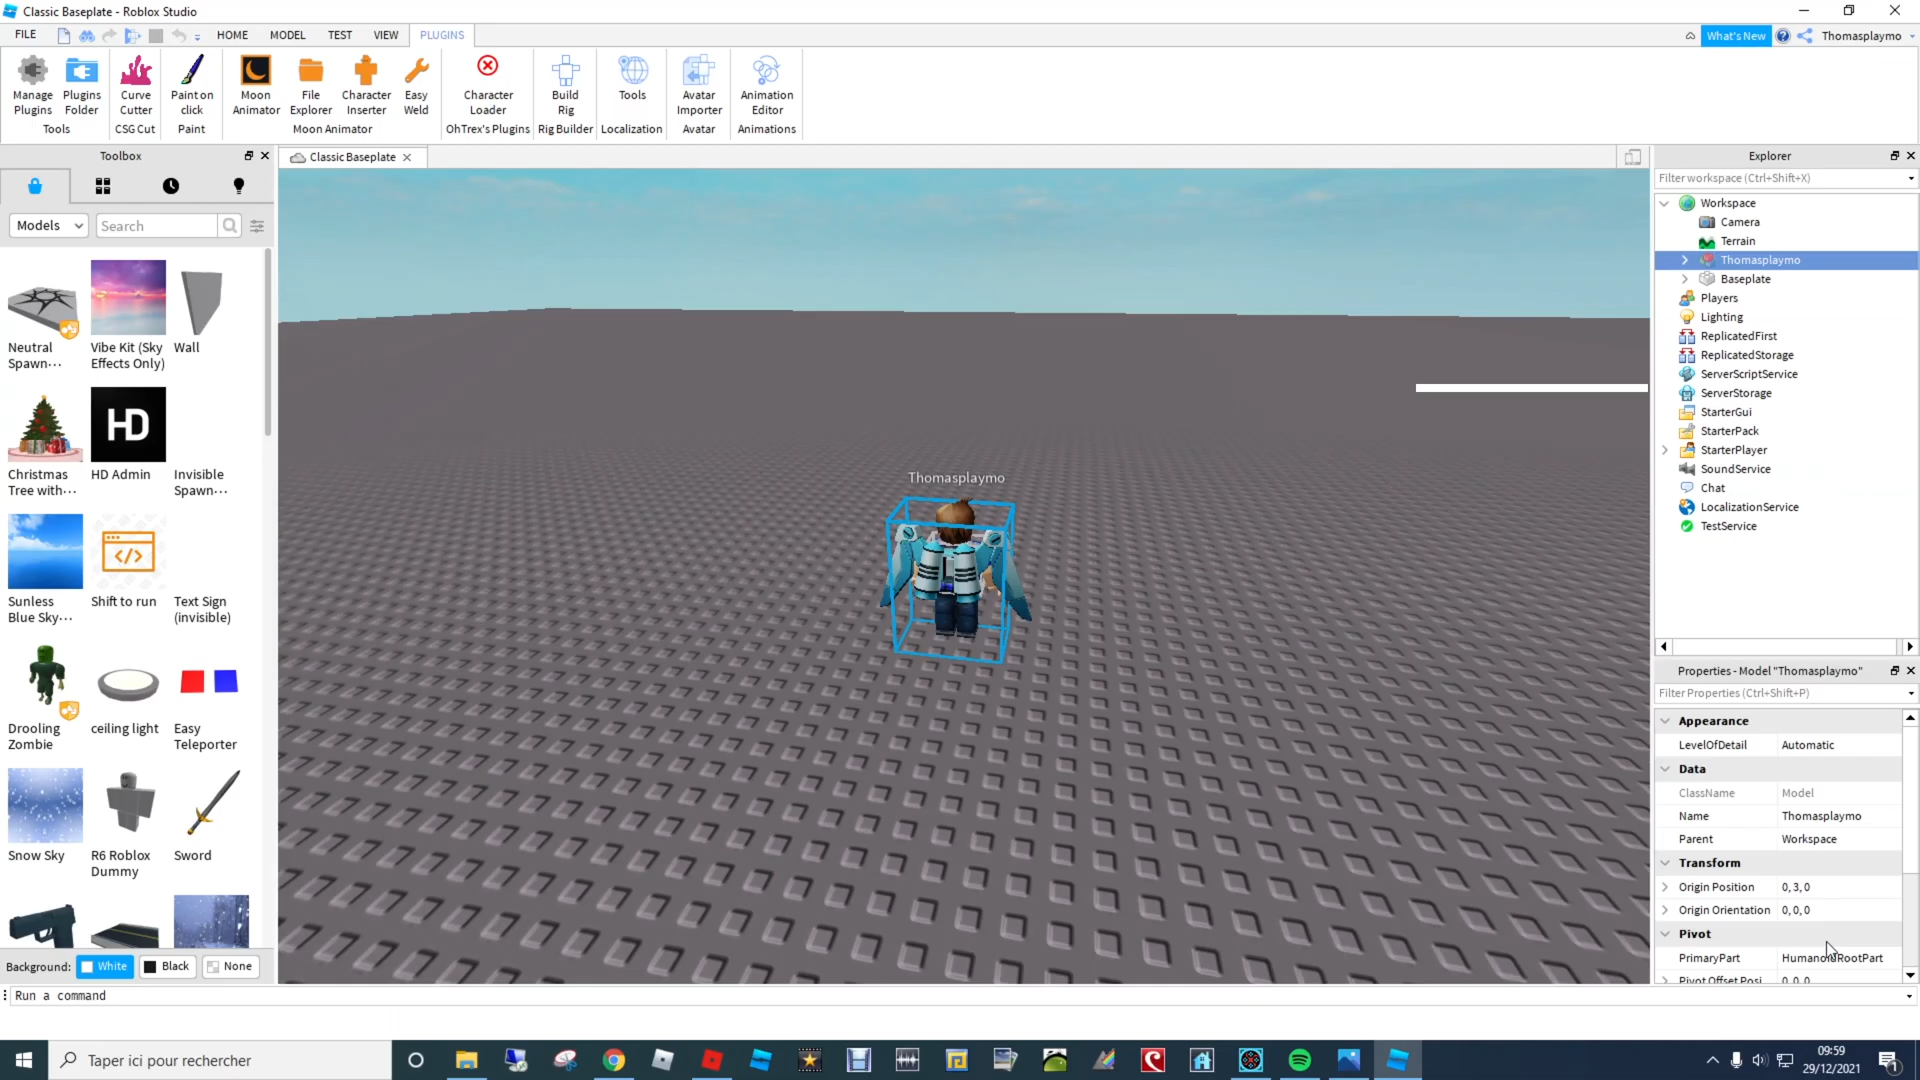 Classic Baseplate - Roblox Studio
FILE HOME MODEL TEST VIEW PLUGINS What's New Thomasplaymo
Manage Plugins
Plugins Folder
Tools
Curve Cutter
CSG Cut
Paint on click
Paint
Moon Animator
File Explorer
Character Inserter
Easy Weld
Moon Animator
Character Loader
OhTrex's Plugins
Build Rig
Rig Builder
Tools
Localization
Avatar Importer
Avatar
Animation Editor
Animations
Toolbox
Models Search
Neutral Spawn...
Vibe Kit (Sky Effects Only)
Wall
Christmas Tree with...
HD
HD Admin
Invisible Spawn...
Sunless Blue Sky...
Shift to run
Text Sign (invisible)
Drooling Zombie
ceiling light
Easy Teleporter
Snow Sky
R6 Roblox Dummy
Sword
Background: White Black None
Run a command
Classic Baseplate
Thomasplaymo
Explorer
Filter workspace (Ctrl+Shift+X)
Workspace
Camera
Terrain
Thomasplaymo
Baseplate
Players
Lighting
ReplicatedFirst
ReplicatedStorage
ServerScriptService
ServerStorage
StarterGui
StarterPack
StarterPlayer
SoundService
Chat
LocalizationService
TestService
Properties - Model "Thomasplaymo"
Filter Properties (Ctrl+Shift+P)
Appearance
LevelOfDetail Automatic
Data
ClassName Model
Name Thomasplaymo
Parent Workspace
Transform
Origin Position 0, 3, 0
Origin Orientation 0, 0, 0
Pivot
PrimaryPart HumanoidRootPart
Pivot Offset Posi 0, 0, 0
Taper ici pour rechercher
09:59
29/12/2021
1